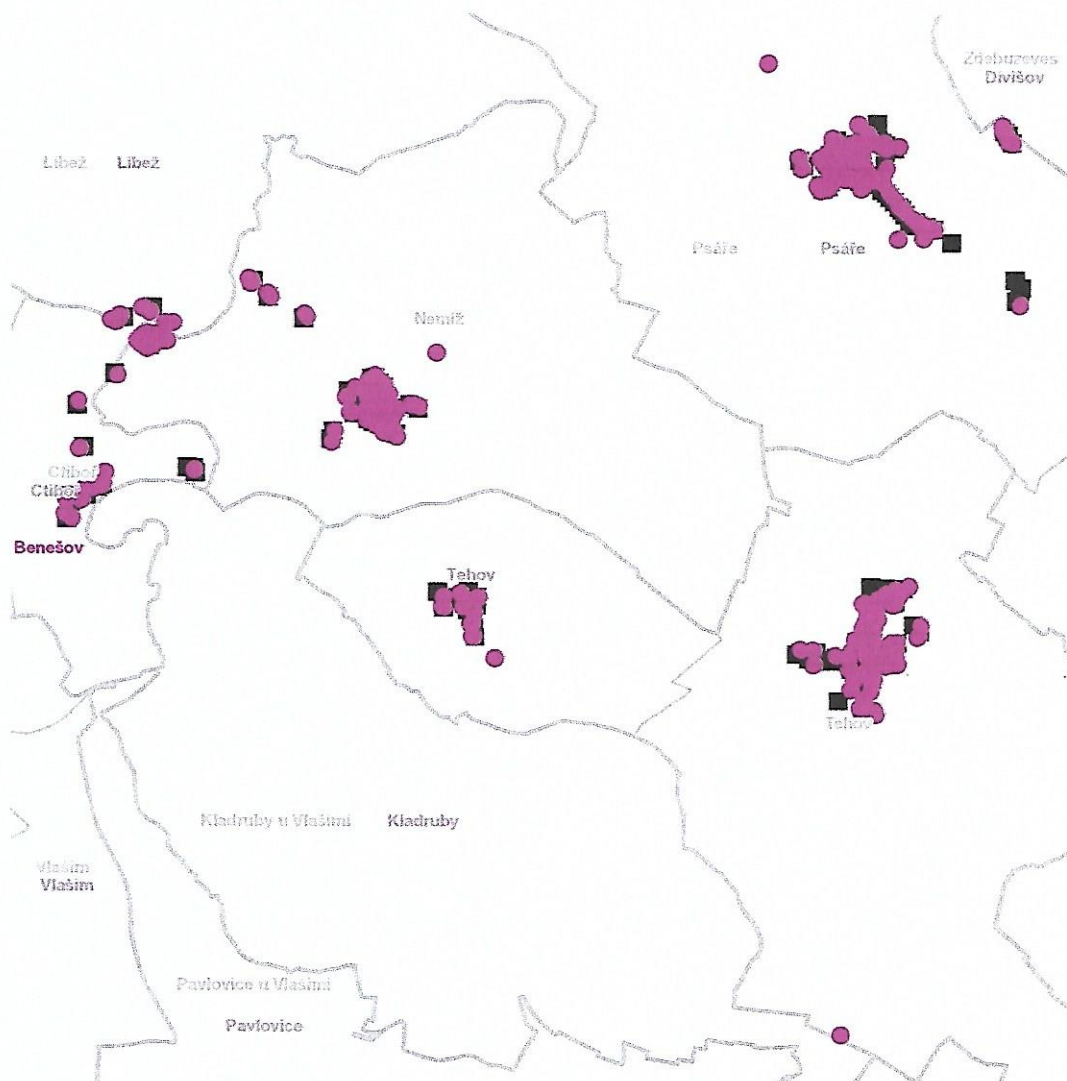 Zdebuzeves
Divišov
Libež Libež
Psáře Psáře
Nemíž
Ctiboř
Ctiboř
Benešov
Tehov
Tehov
Kladruby u Vlašimi Kladruby
Vlašim
Vlašim
Pavlovice u Vlašimi
Pavlovice